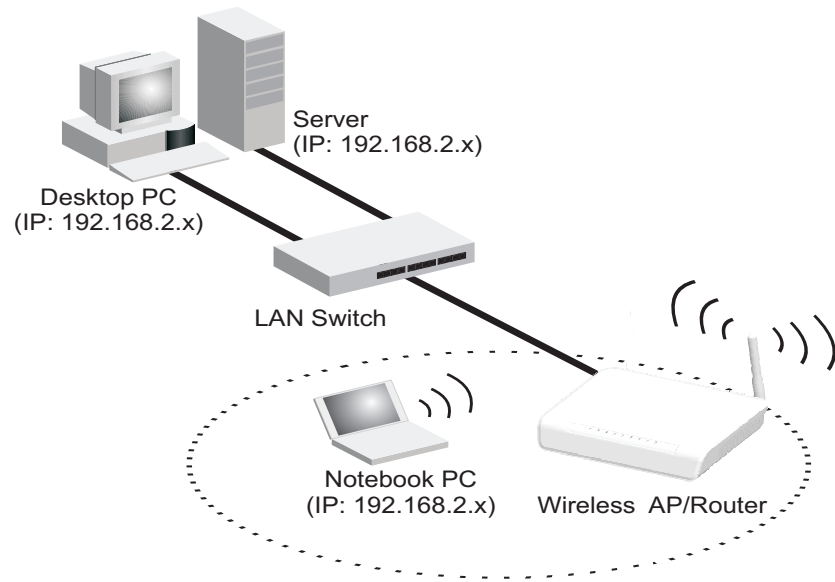 Server
(IP: 192.168.2.x)
Desktop PC
(IP: 192.168.2.x)
LAN Switch
Notebook PC
(IP: 192.168.2.x)
Wireless AP/Router